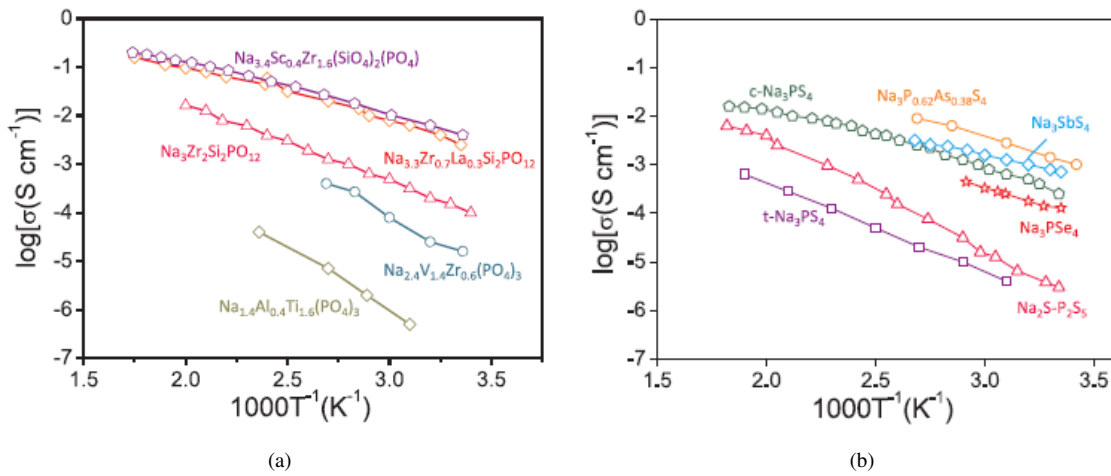 (a)
0
-1
-2
-3
-4
-5
-6
-7
log[σ(S cm⁻¹)]
Na₃.₄Sc₀.₄Zr₁.₆(SiO₄)₂(PO₄)
Na₃Zr₂Si₂PO₁₂
Na₃.₃Zr₀.₇La₀.₃Si₂PO₁₂
Na₂.₄V₁.₄Zr₀.₆(PO₄)₃
Na₁.₄Al₀.₄Ti₁.₆(PO₄)₃
1.5 2.0 2.5 3.0 3.5
1000T⁻¹(K⁻¹)
(a)
(b)
0
-1
-2
-3
-4
-5
-6
-7
log[σ(S cm⁻¹)]
Na₃P₀.₆₂As₀.₃₈S₄
c-Na₃PS₄
Na₃SbS₄
t-Na₃PS₄
Na₃PSe₄
Na₂S-P₂S₅
1.5 2.0 2.5 3.0 3.5
1000T⁻¹(K⁻¹)
(b)